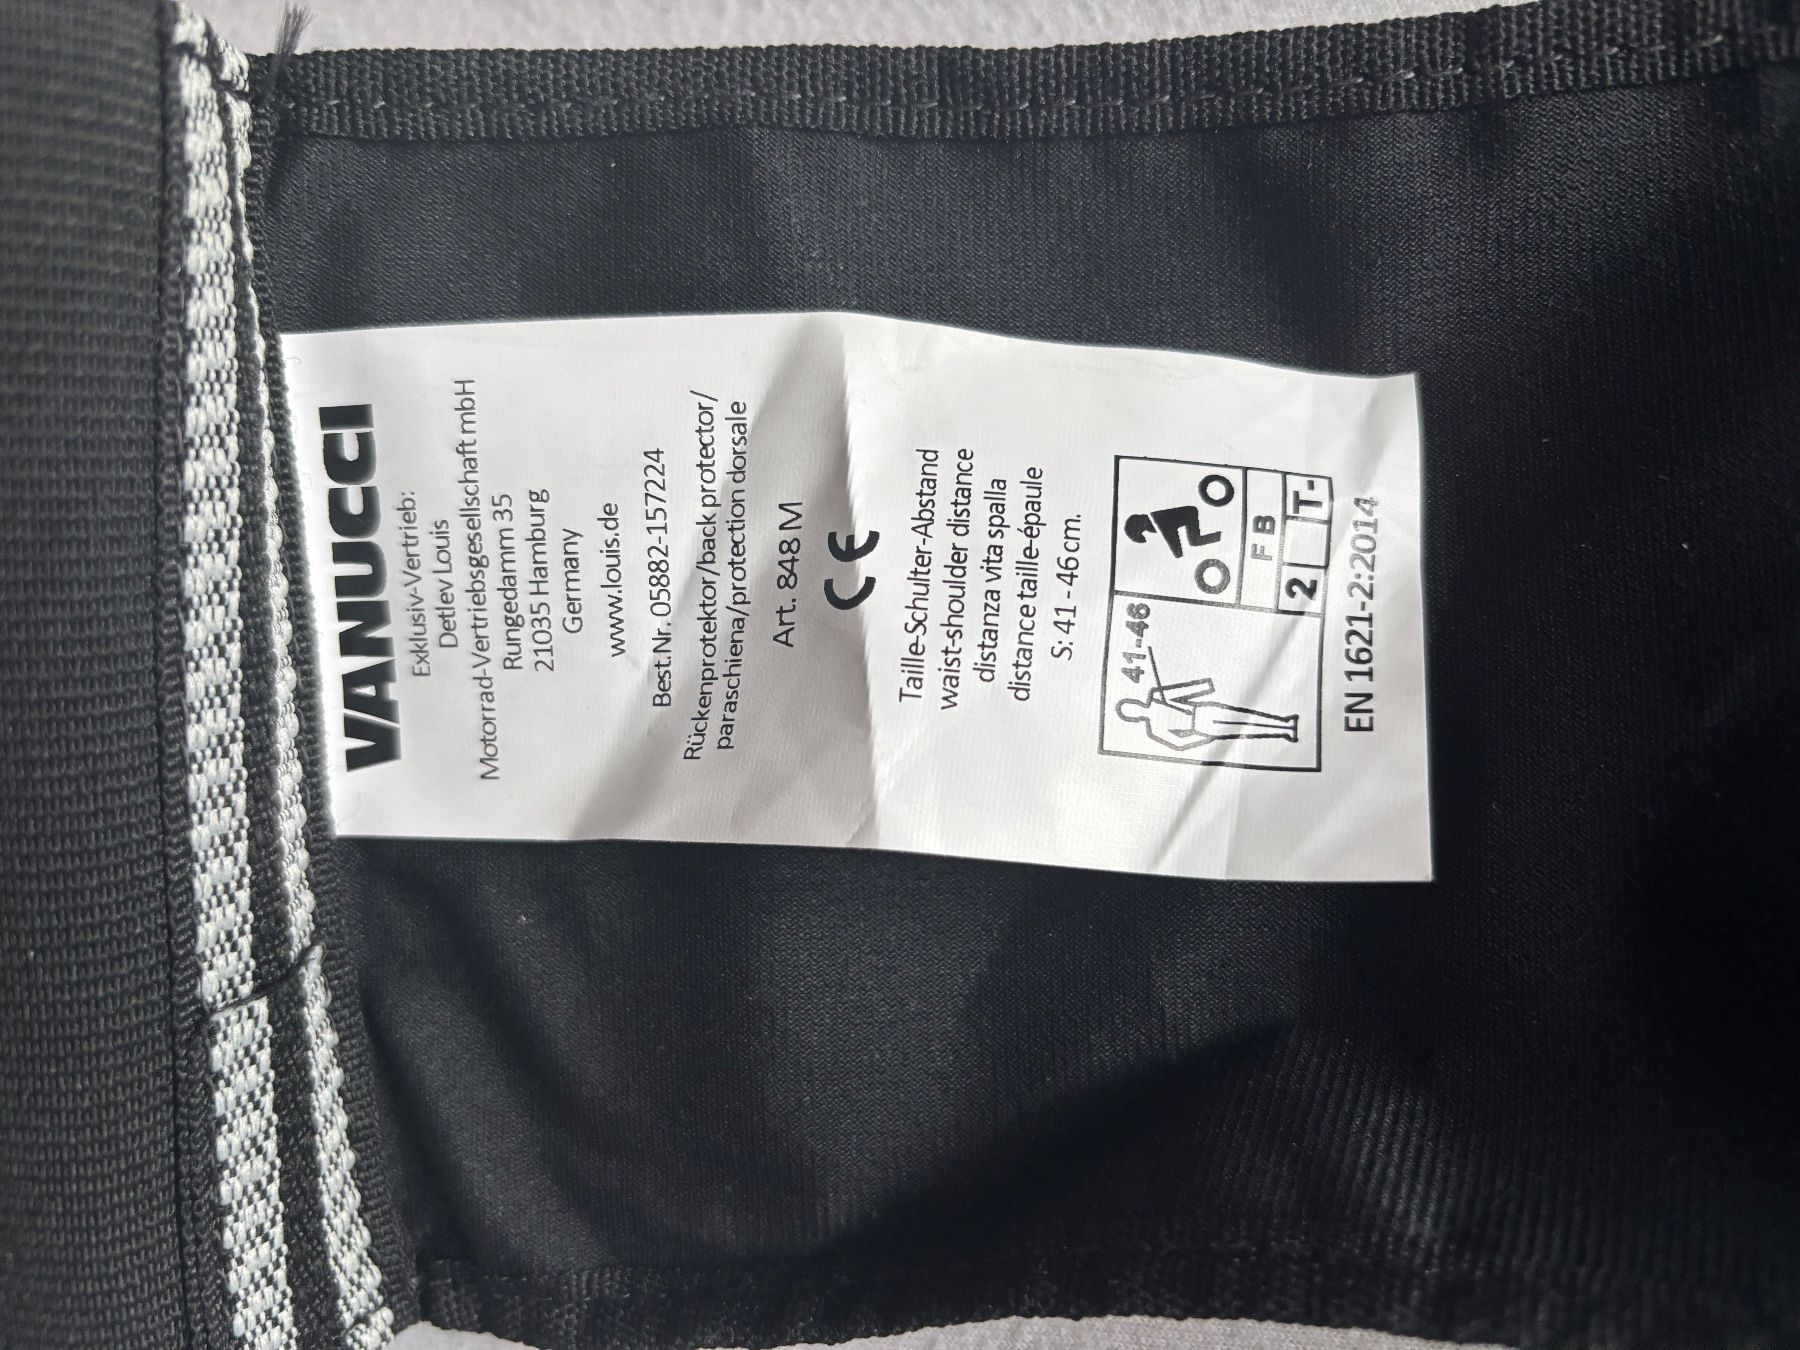 VANUCCI
Exklusiv-Vertrieb:
Detlev Louis
Motorrad-Vertriebsgesellschaft mbH
Rungedamm 35
21035 Hamburg
Germany
www.louis.de
Best.Nr. 05882-157224
Rückenprotektor/back protector/
paraschiena/protection dorsale
Art. 848 M
CE
Taille-Schulter-Abstand
waist-shoulder distance
distanza vita spalla
distance taille-épaule
S: 41 - 46 cm.
41-46
F B
2 T-
EN 1621-2:2014